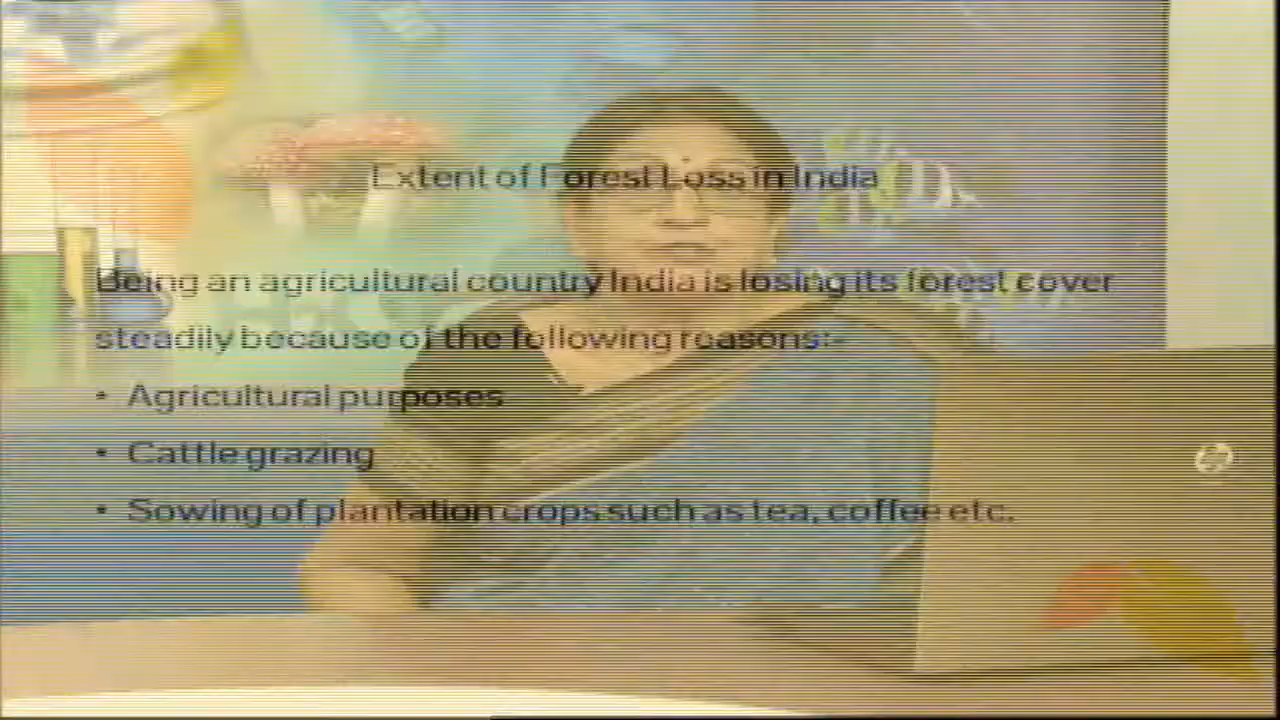 Extent of Forest Loss in India
Being an agricultural country India is losing its forest cover
steadily because of the following reasons:-
• Agricultural purposes
• Cattle grazing
• Sowing of plantation crops such as tea, coffee etc.
hp